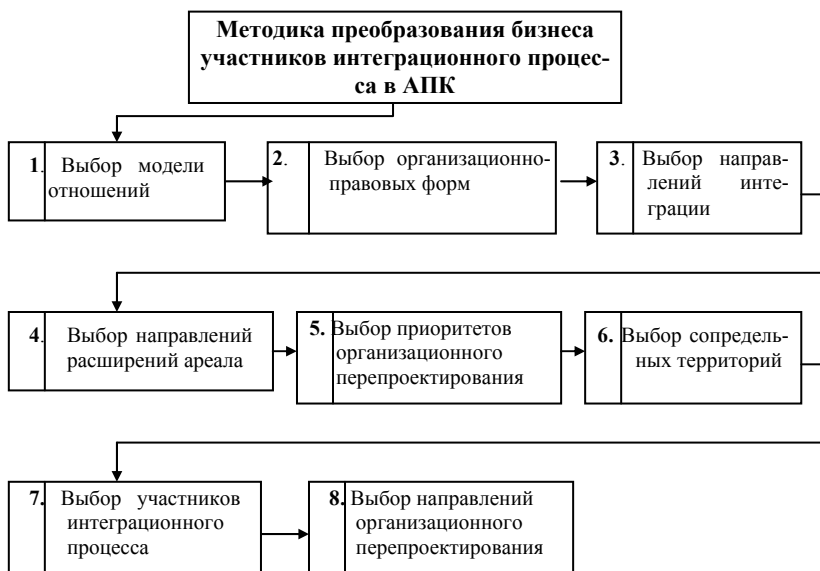 Методика преобразования бизнеса
участников интеграционного процес-
са в АПК
1. Выбор модели
отношений
2. Выбор организационно-
правовых форм
3. Выбор направ-
лений инте-
грации
4. Выбор направлений
расширений ареала
5. Выбор приоритетов
организационного
перепроектирования
6. Выбор сопредель-
ных территорий
7. Выбор участников
интеграционного
процесса
8. Выбор направлений
организационного
перепроектирования